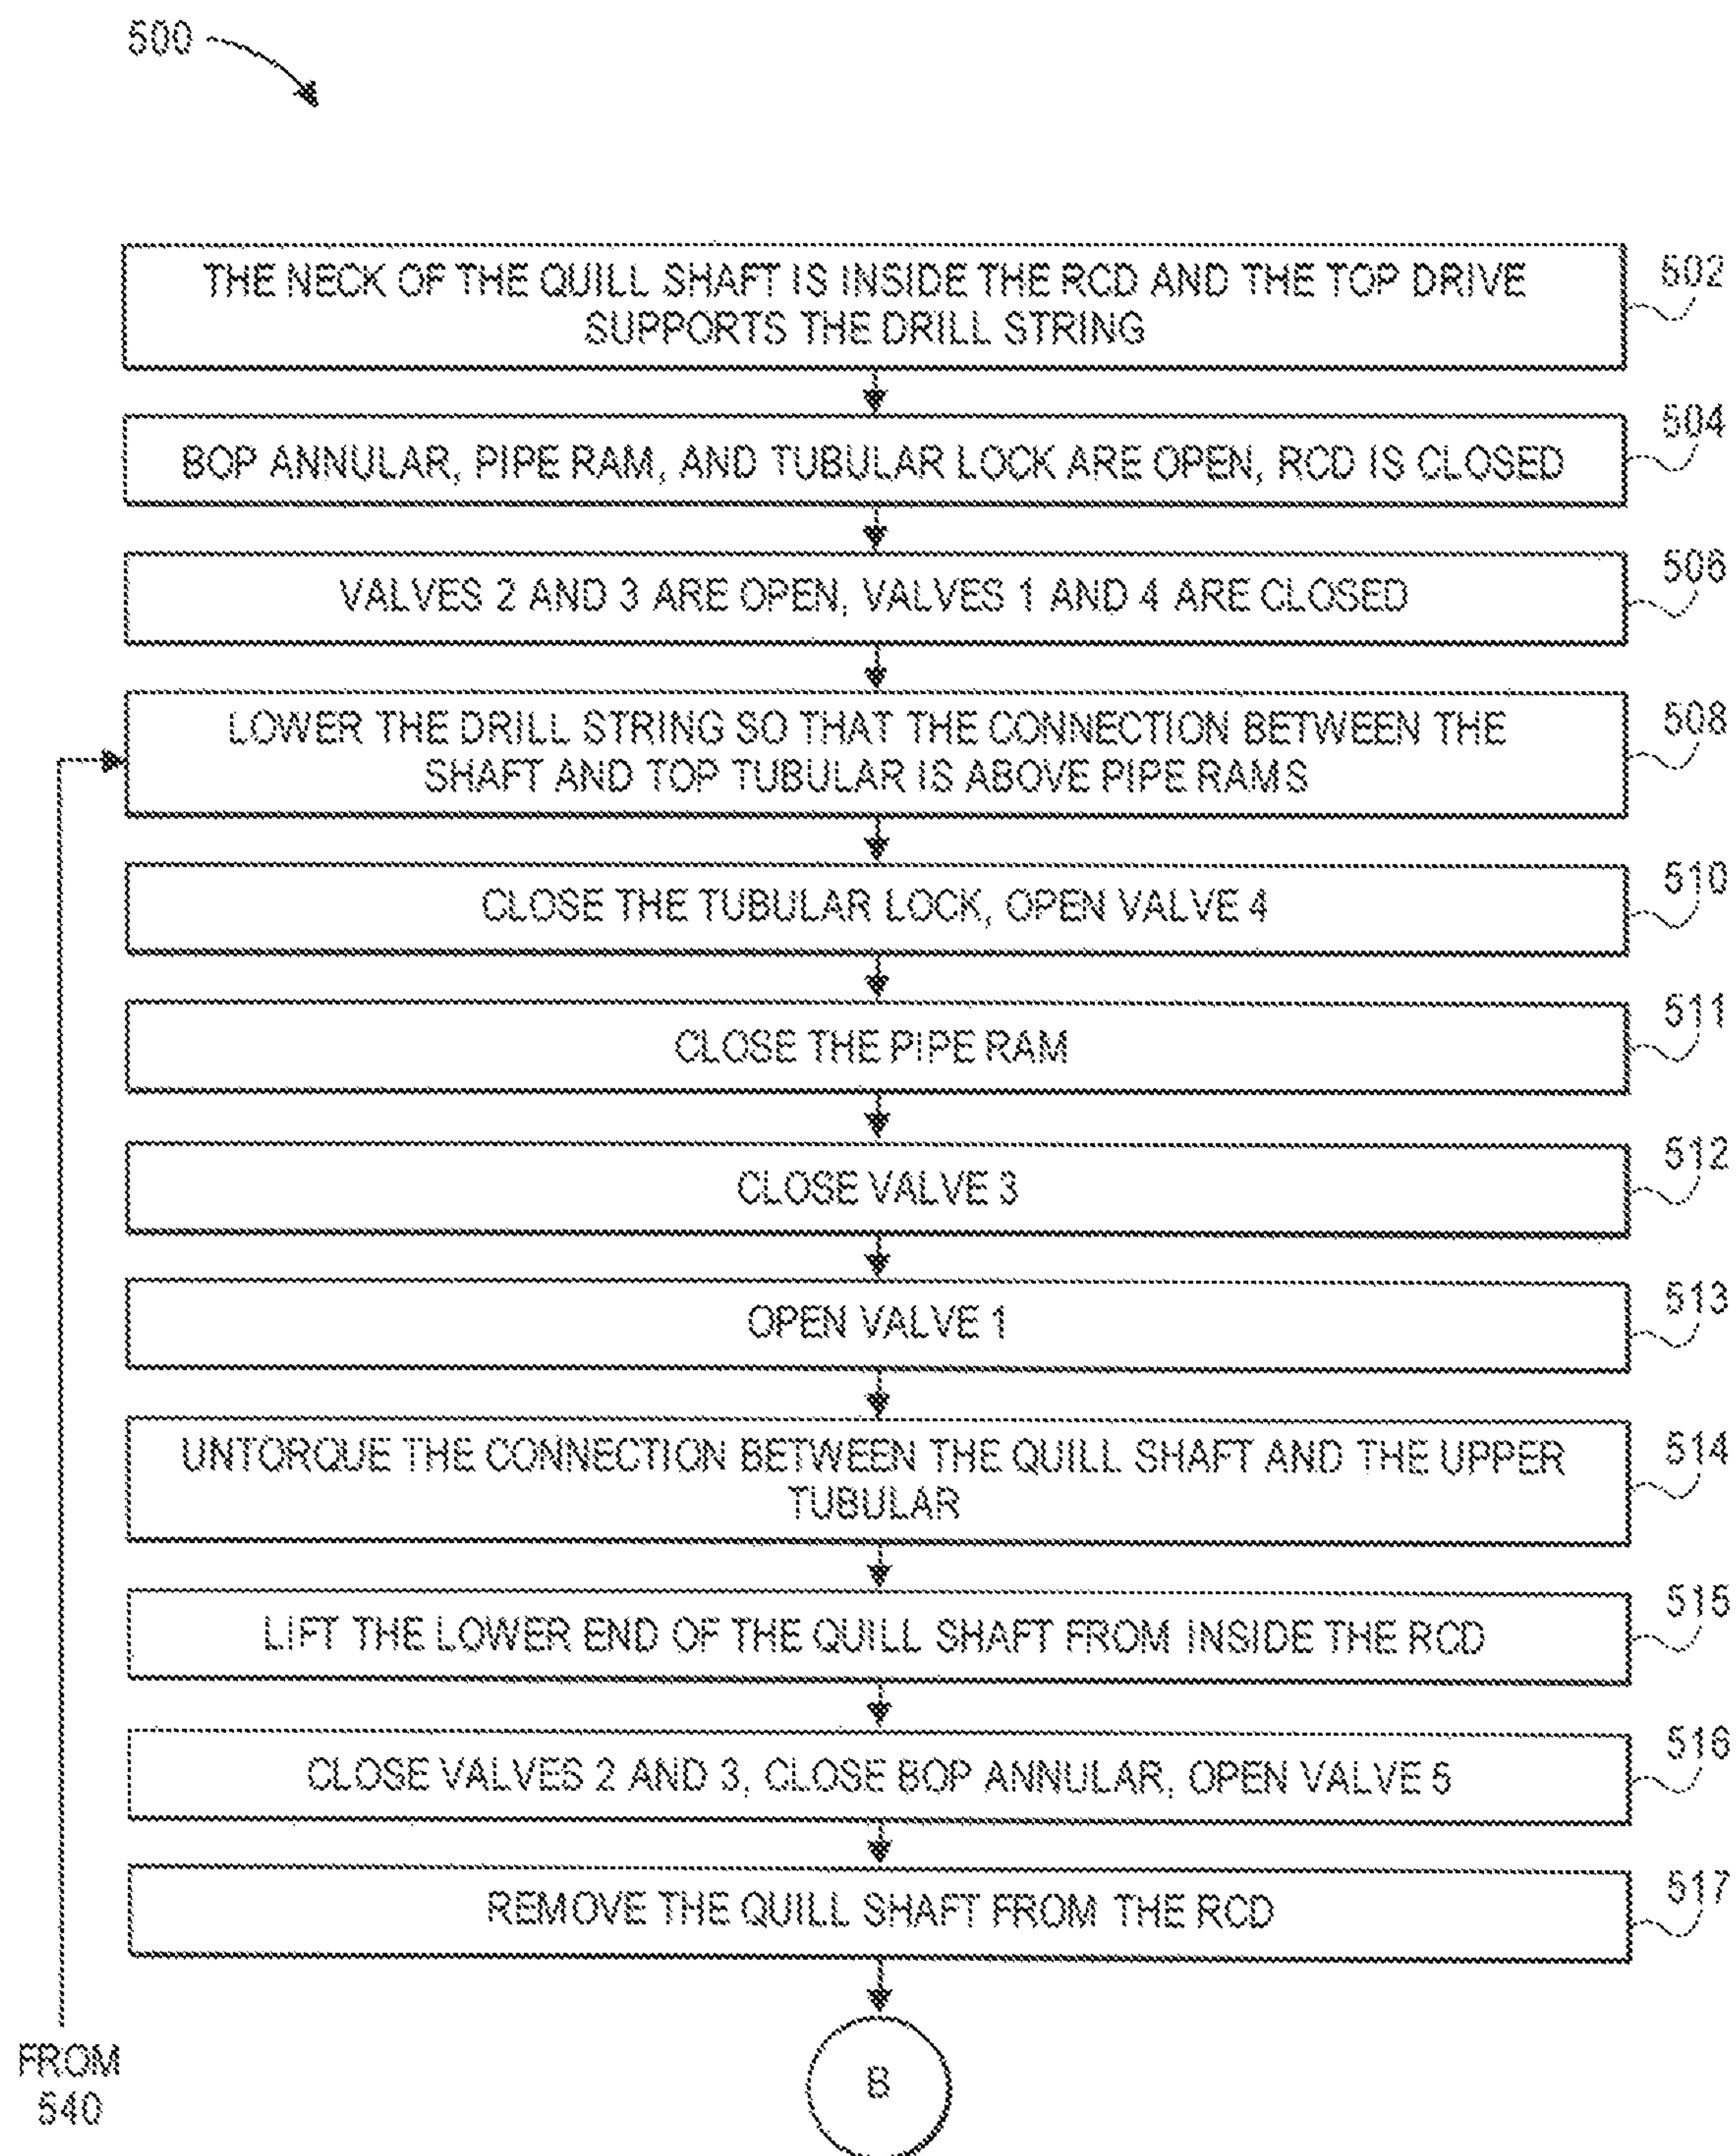 500
THE NECK OF THE QUILL SHAFT IS INSIDE THE RCD AND THE TOP DRIVE
SUPPORTS THE DRILL STRING
502
BOP ANNULAR, PIPE RAM, AND TUBULAR LOCK ARE OPEN, RCD IS CLOSED
504
VALVES 2 AND 3 ARE OPEN, VALVES 1 AND 4 ARE CLOSED
506
LOWER THE DRILL STRING SO THAT THE CONNECTION BETWEEN THE
SHAFT AND TOP TUBULAR IS ABOVE PIPE RAMS
508
CLOSE THE TUBULAR LOCK, OPEN VALVE 4
510
CLOSE THE PIPE RAM
511
CLOSE VALVE 3
512
OPEN VALVE 1
513
UNTORQUE THE CONNECTION BETWEEN THE QUILL SHAFT AND THE UPPER
TUBULAR
514
LIFT THE LOWER END OF THE QUILL SHAFT FROM INSIDE THE RCD
515
CLOSE VALVES 2 AND 3, CLOSE BOP ANNULAR, OPEN VALVE 5
516
REMOVE THE QUILL SHAFT FROM THE RCD
517
FROM
540
B